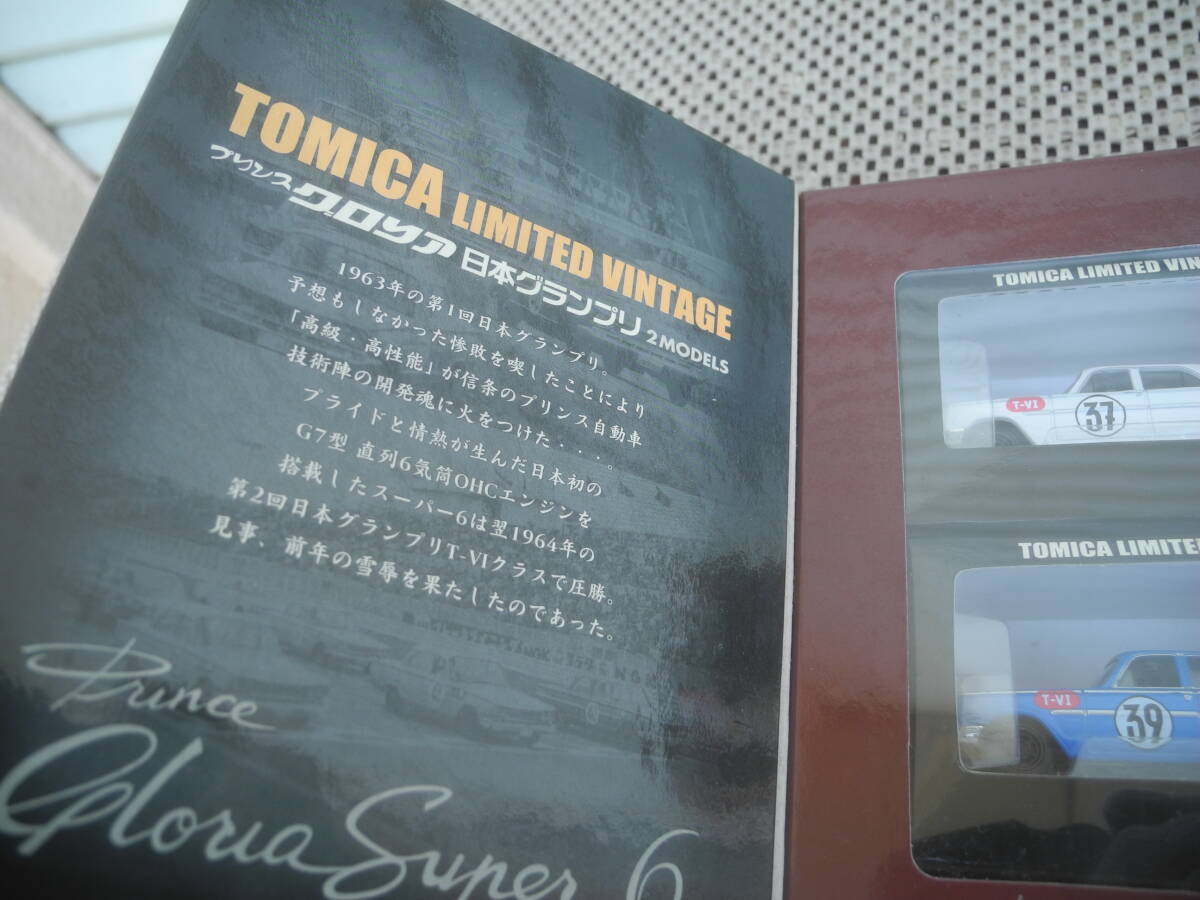 TOMICA LIMITED VINTAGE
プリンス グロリア 日本グランプリ 2MODELS
1963年の第1回日本グランプリ。
予想もしなかった惨敗を喫したことにより
「高級・高性能」が信条のプリンス自動車
技術陣の開発魂に火をつけた・・・。
プライドと情熱が生んだ日本初の
G7型 直列6気筒OHCエンジンを
搭載したスーパー6は翌1964年の
第2回日本グランプリT-VIクラスで圧勝。
見事、前年の雪辱を果たしたのであった。
Prince
Gloria Super 6
TOMICA LIMITED VIN
T-VI
37
TOMICA LIMITE
T-VI
39